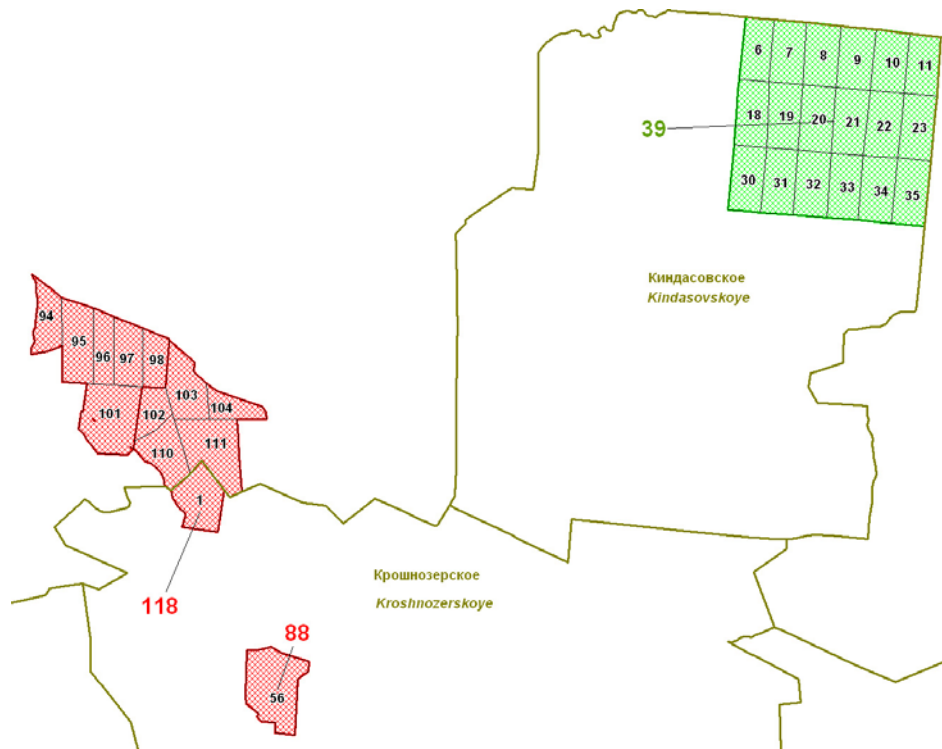 6 7 8 9 10 11
18 19 20 21 22 23
39
30 31 32 33 34 35
Киндасовское
Kindasovskoye
94 95 96 97 98
103
104
101 102
110 111
1
Крошнозерское
Kroshnozerskoye
118
88
56